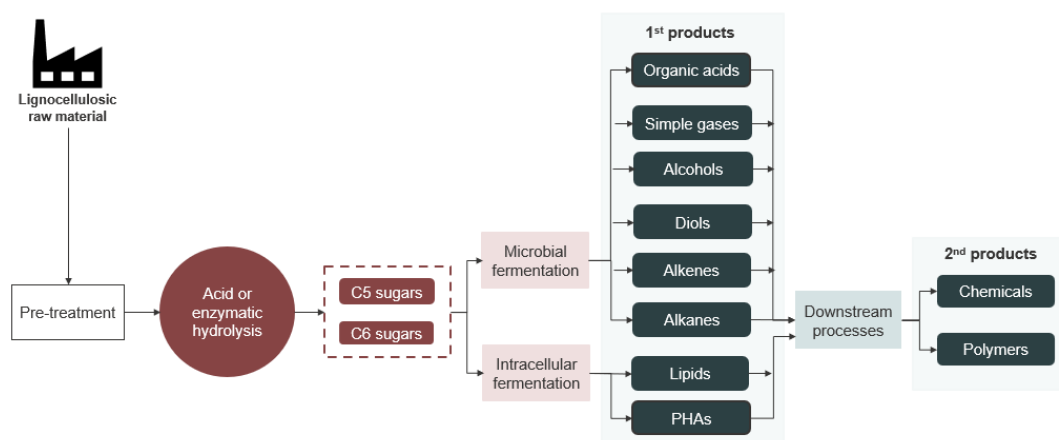 Lignocellulosic
raw material
Pre-treatment
Acid or
enzymatic
hydrolysis
C5 sugars
C6 sugars
Microbial
fermentation
Intracellular
fermentation
1st products
Organic acids
Simple gases
Alcohols
Diols
Alkenes
Alkanes
Lipids
PHAs
Downstream
processes
2nd products
Chemicals
Polymers